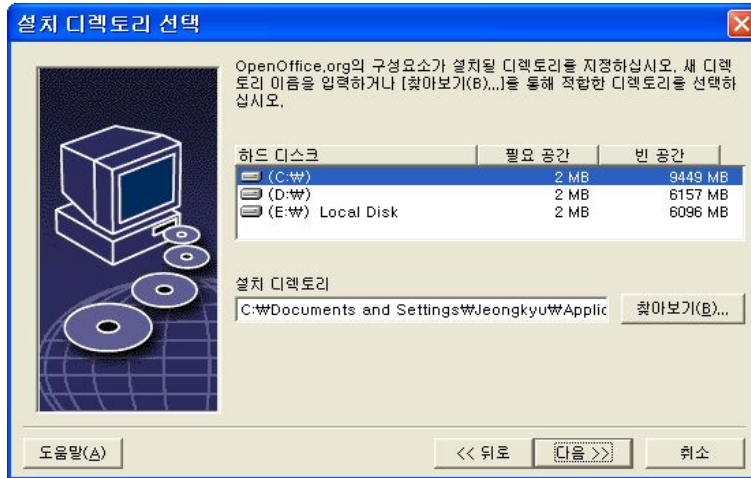 설치 디렉토리 선택
OpenOffice.org의 구성요소가 설치될 디렉토리를 지정하십시오. 새 디렉
토리 이음을 입력하거나 [찾아보기(B)...]를 통해 적합한 디렉토리를 선택하
십시오.
하드 디스크 필요 공간 빈 공간
(C:₩) 2 MB 9449 MB
(D:₩) 2 MB 6157 MB
(E:₩) Local Disk 2 MB 6096 MB
설치 디렉토리
C:₩Documents and Settings₩Jeongkyu₩Applic 찾아보기(B)...
도움말(A) << 뒤로 다음 >> 취소